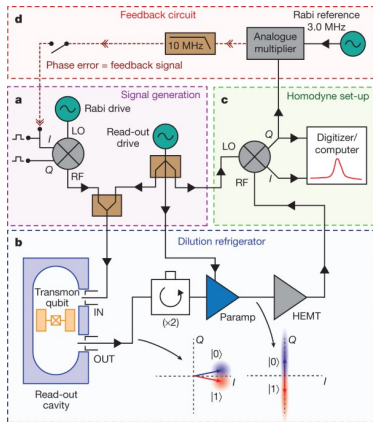 d
Feedback circuit
Rabi reference
3.0 MHz
10 MHz
Analogue
multiplier
Phase error = feedback signal
a
Signal generation
Rabi drive
Read-out
drive
LO
I
Q
RF
c
Homodyne set-up
LO
RF
Q
I
Digitizer/
computer
b
Dilution refrigerator
Transmon
qubit
IN
OUT
Read-out
cavity
(×2)
Paramp
HEMT
Q
|0⟩
I
|1⟩
Q
|0⟩
I
|1⟩